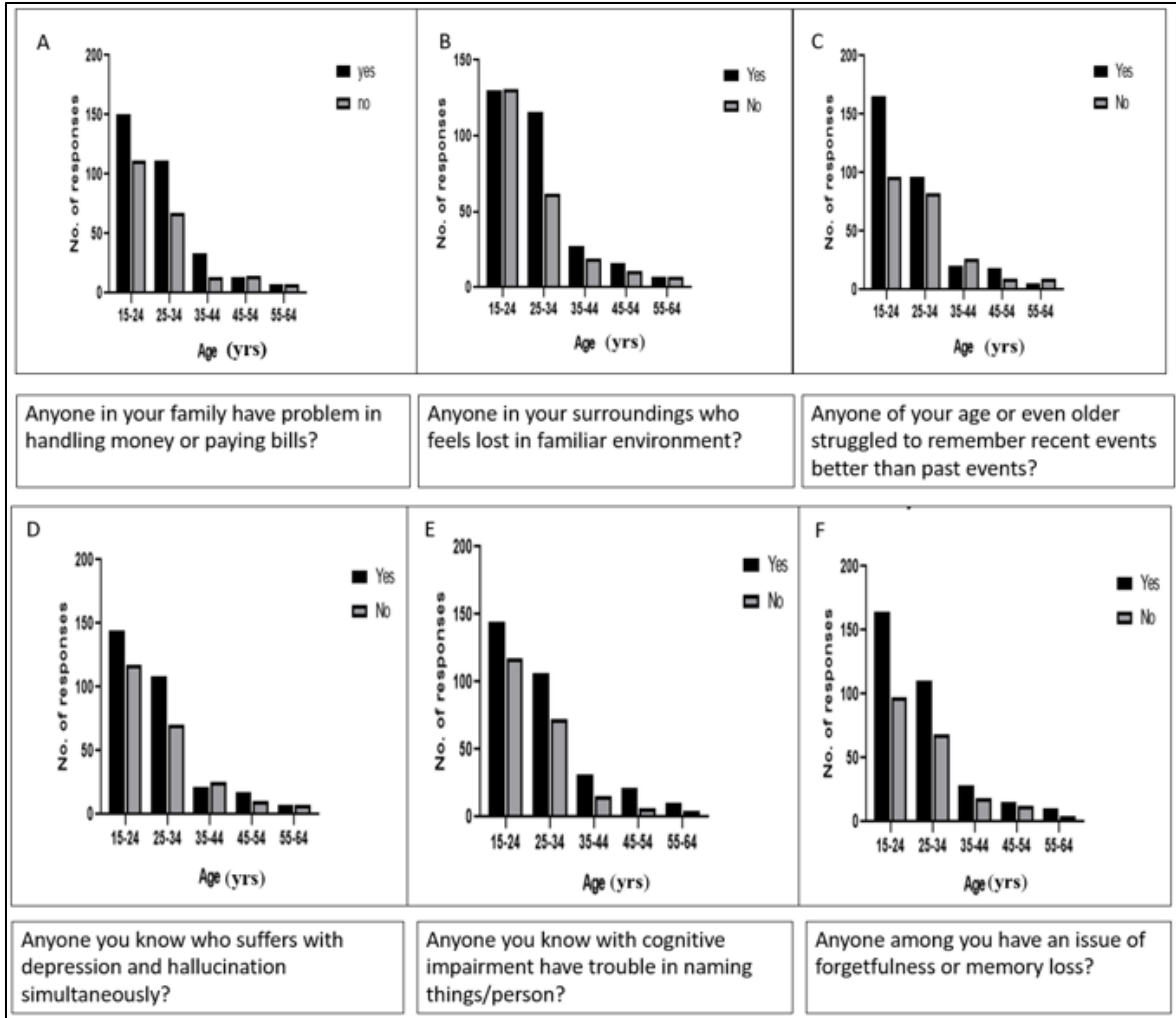 A
200
150
100
50
0
No. of responses
yes
no
15-24 25-34 35-44 45-54 55-64
Age (yrs)
B
150
100
50
0
No. of responses
Yes
No
15-24 25-34 35-44 45-54 55-64
Age (yrs)
C
200
150
100
50
0
No. of responses
Yes
No
15-24 25-34 35-44 45-54 55-64
Age (yrs)
Anyone in your family have problem in
handling money or paying bills?
Anyone in your surroundings who
feels lost in familiar environment?
Anyone of your age or even older
struggled to remember recent events
better than past events?
D
200
150
100
50
0
No. of responses
Yes
No
15-24 25-34 35-44 45-54 55-64
Age (yrs)
E
200
150
100
50
0
No. of responses
Yes
No
15-24 25-34 35-44 45-54 55-64
Age (yrs)
F
200
150
100
50
0
No. of responses
Yes
No
15-24 25-34 35-44 45-54 55-64
Age (yrs)
Anyone you know who suffers with
depression and hallucination
simultaneously?
Anyone you know with cognitive
impairment have trouble in naming
things/person?
Anyone among you have an issue of
forgetfulness or memory loss?